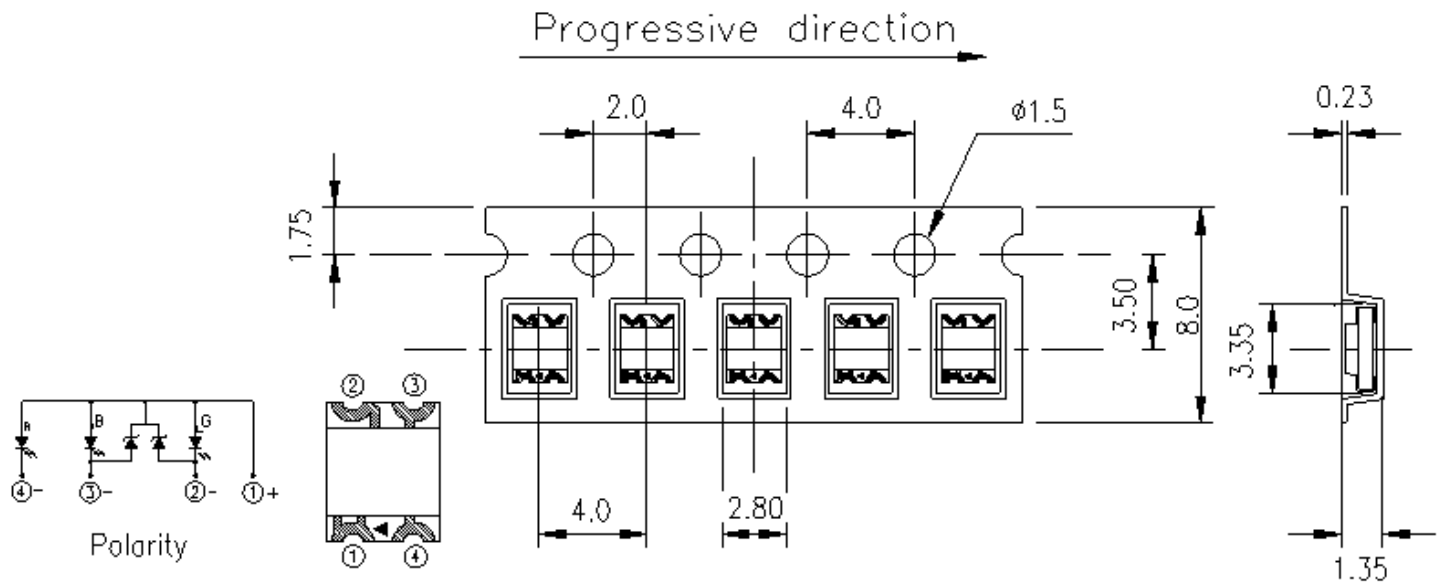 Progressive direction
2.0
4.0
ø1.5
0.23
1.75
3.50
8.0
3.35
② ③
R B G
④- ③- ②- ①+
Polarity
① ④
4.0
2.80
1.35